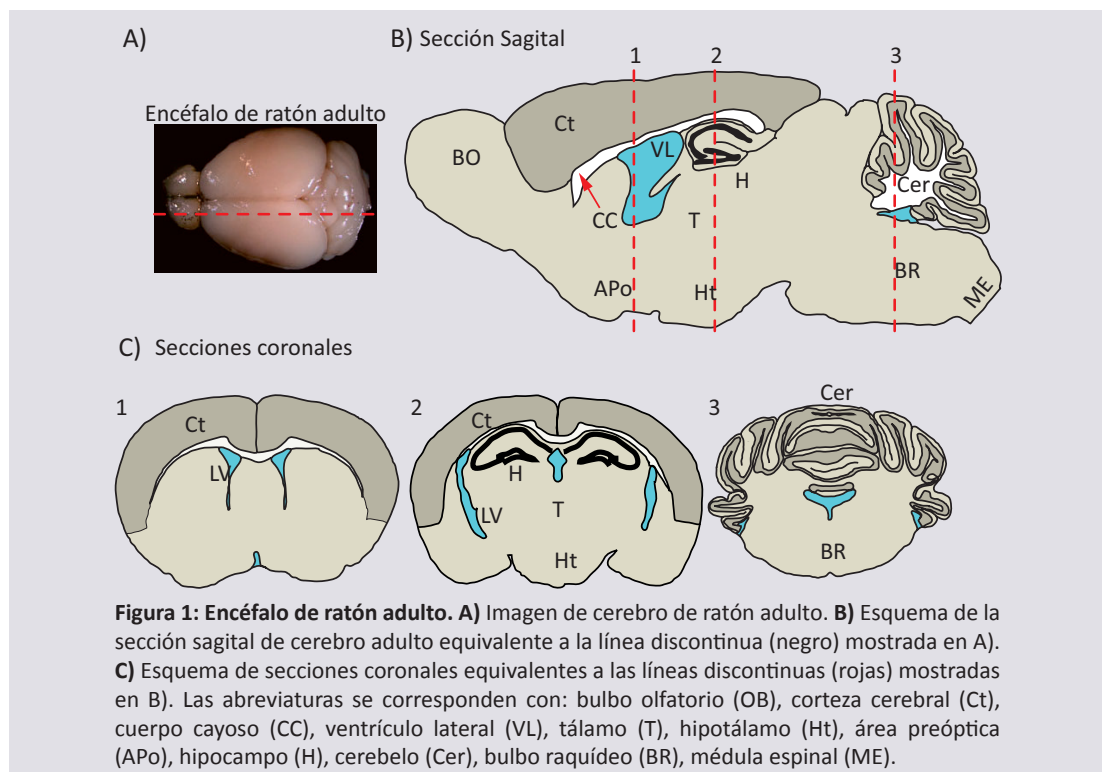 A)
Encéfalo de ratón adulto
B) Sección Sagital
1 2 3
Ct
BO
VL
Cer
H
CC
T
BR
APo
Ht
ME
C) Secciones coronales
1
Ct
LV
2
Ct
H
LV
T
Ht
3
Cer
BR
Figura 1: Encéfalo de ratón adulto. A) Imagen de cerebro de ratón adulto. B) Esquema de la
sección sagital de cerebro adulto equivalente a la línea discontinua (negro) mostrada en A).
C) Esquema de secciones coronales equivalentes a las líneas discontinuas (rojas) mostradas
en B). Las abreviaturas se corresponden con: bulbo olfatorio (OB), corteza cerebral (Ct),
cuerpo cayoso (CC), ventrículo lateral (VL), tálamo (T), hipotálamo (Ht), área preóptica
(APo), hipocampo (H), cerebelo (Cer), bulbo raquídeo (BR), médula espinal (ME).